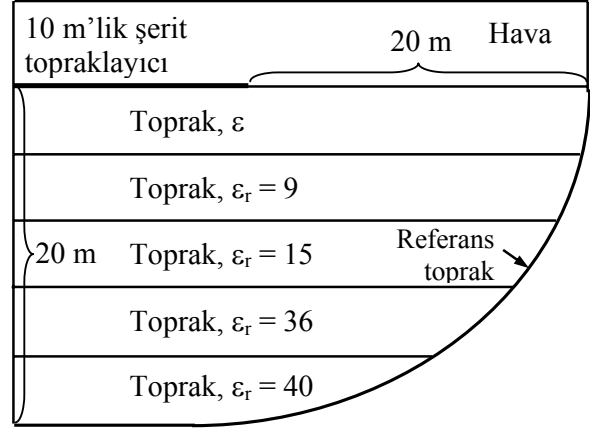 10 m’lik şerit
topraklayıcı
20 m
Hava
Toprak, ε
Toprak, εr = 9
20 m
Toprak, εr = 15
Referans
toprak
Toprak, εr = 36
Toprak, εr = 40